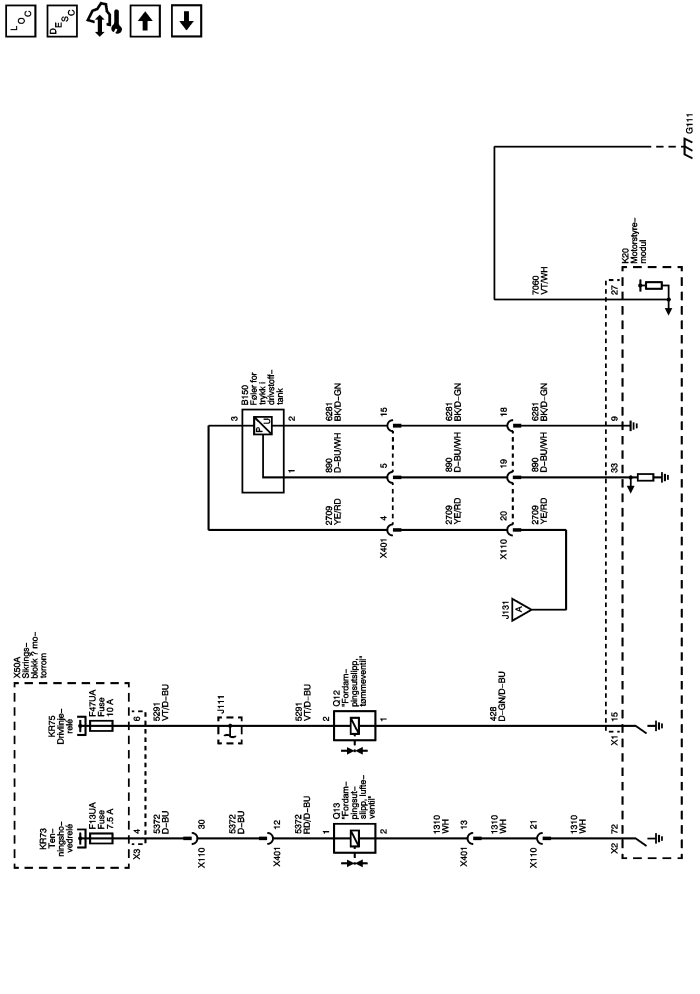 LOC
DESC
G111
K20
Motorstyre–
modul
7060
VT/WH
27
B150
Føler for
trykk i
drivstoff–
tank
3
P
U
2
1
6281
BK/D–GN
15
6281
BK/D–GN
18
6281
BK/D–GN
9
890
D–BU/WH
5
890
D–BU/WH
19
890
D–BU/WH
33
2709
YE/RD
4
X401
2709
YE/RD
20
X110
2709
YE/RD
J131
A
X50A
Sikrings–
blokk ? mo–
torrom
KR75
Drivlinje–
relé
F47UA
Fuse
10 A
6
5291
VT/D–BU
J111
5291
VT/D–BU
2
Q12
"Fordam–
pingsutslipp,
tømmeventil"
1
428
D–GN/D–BU
15
X1
KR73
Ten–
ningsho–
vedrelé
F13UA
Fuse
7.5 A
4
X3
5372
D–BU
30
X110
5372
D–BU
12
X401
5372
RD/D–BU
1
Q13
"Fordam–
pingsut–
slipp, lufte–
ventil"
2
1310
WH
13
X401
1310
WH
21
X110
1310
WH
72
X2